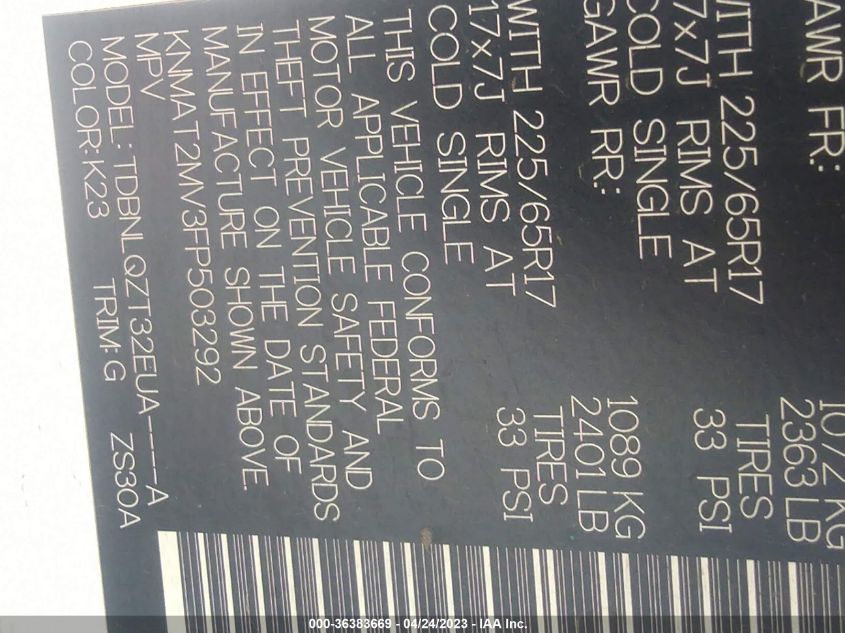 GAWR FR: 1072 KG
2363 LB
WITH 225/65R17 TIRES
17x7J RIMS AT 33 PSI
COLD SINGLE
GAWR RR: 1089 KG
2401 LB
WITH 225/65R17 TIRES
17x7J RIMS AT 33 PSI
COLD SINGLE
THIS VEHICLE CONFORMS TO
ALL APPLICABLE FEDERAL
MOTOR VEHICLE SAFETY AND
THEFT PREVENTION STANDARDS
IN EFFECT ON THE DATE OF
MANUFACTURE SHOWN ABOVE.
KNMAT2MV3FP503292
MPV
MODEL: TDBNLQZT32EUA----A
COLOR:K23 TRIM:G ZS30A
000-36383669 - 04/24/2023 - IAA Inc.